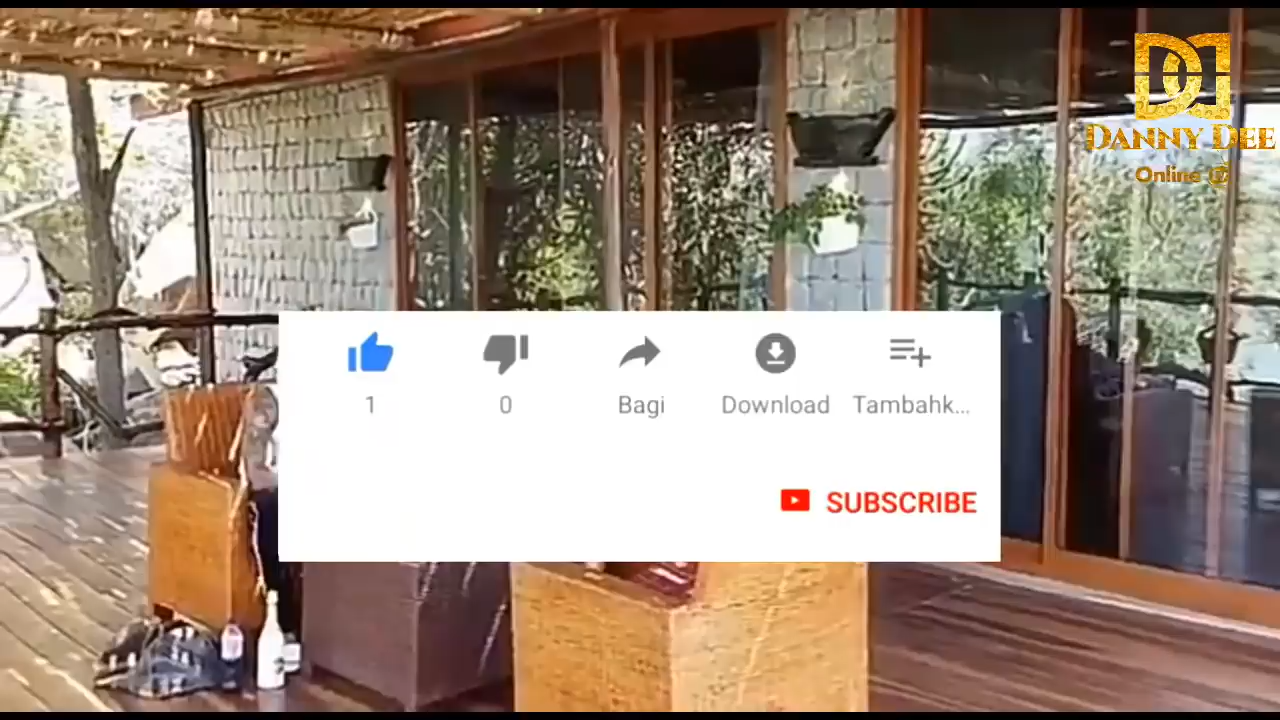 DANNY DEE
Online
1
0
Bagi
Download
Tambahk...
SUBSCRIBE